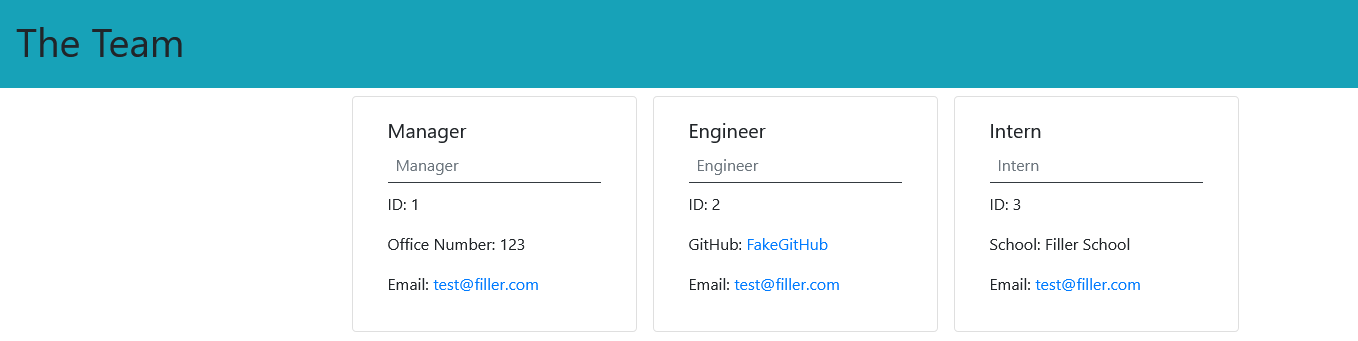 The Team
Manager
Manager
ID: 1
Office Number: 123
Email: test@filler.com
Engineer
Engineer
ID: 2
GitHub: FakeGitHub
Email: test@filler.com
Intern
Intern
ID: 3
School: Filler School
Email: test@filler.com